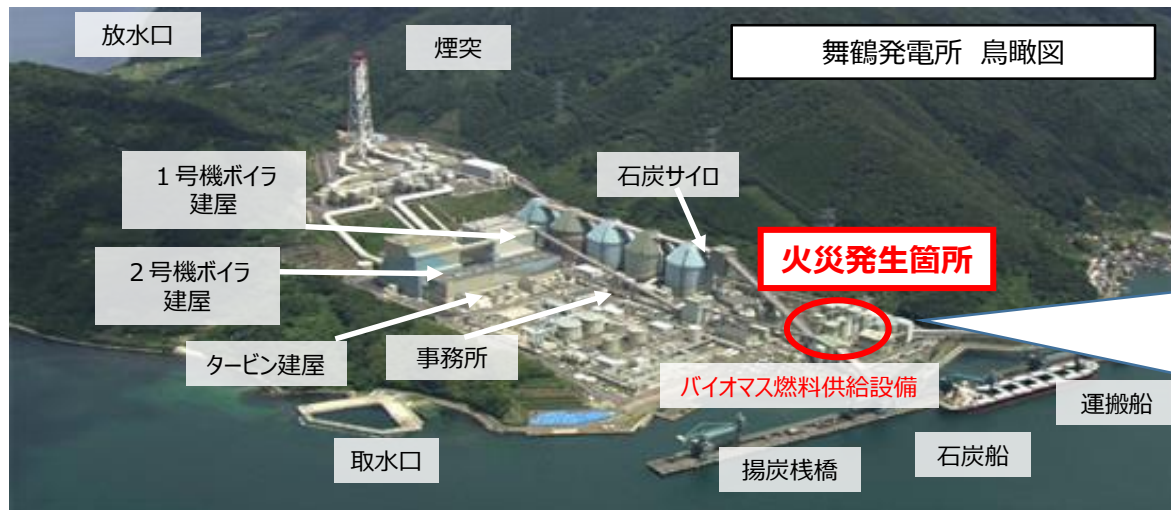 放水口
煙突
舞鶴発電所 鳥瞰図
１号機ボイラ
建屋
石炭サイロ
火災発生箇所
２号機ボイラ
建屋
タービン建屋
事務所
バイオマス燃料供給設備
運搬船
取水口
揚炭桟橋
石炭船